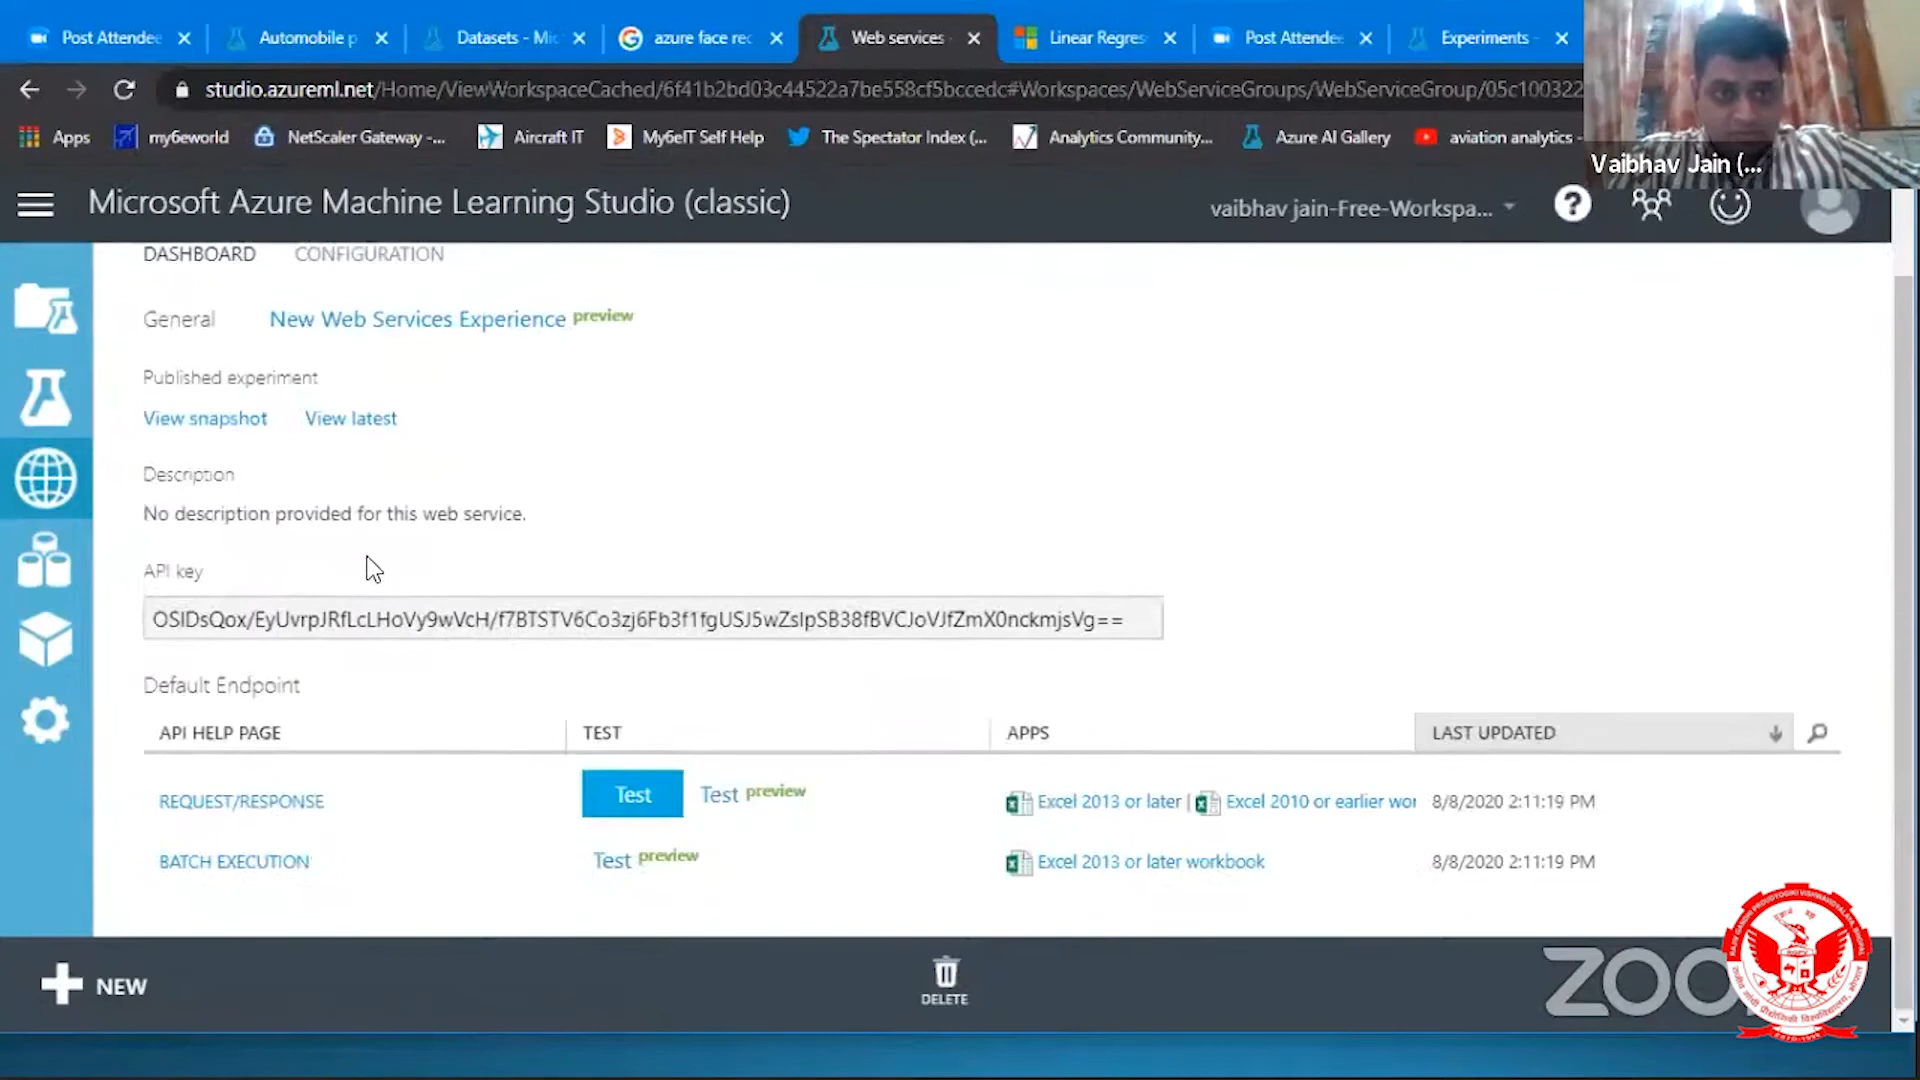 Post Attendee
Automobile p
Datasets - Mic
azure face rec
Web services
Linear Regres
Post Attende
Experiments -
studio.azureml.net/Home/ViewWorkspaceCached/6f41b2bd03c44522a7be558cf5bccedc#Workspaces/WebServiceGroups/WebServiceGroup/05c100322
Apps
my6eworld
NetScaler Gateway -...
Aircraft IT
My6eIT Self Help
The Spectator Index (...
Analytics Community...
Azure AI Gallery
aviation analytics -
Vaibhav Jain (...
Microsoft Azure Machine Learning Studio (classic)
vaibhav jain-Free-Workspa...
DASHBOARD
CONFIGURATION
General
New Web Services Experience preview
Published experiment
View snapshot
View latest
Description
No description provided for this web service.
API key
Default Endpoint
API HELP PAGE
TEST
APPS
LAST UPDATED
REQUEST/RESPONSE
Test
Test preview
Excel 2013 or later |
Excel 2010 or earlier wor
8/8/2020 2:11:19 PM
BATCH EXECUTION
Test preview
Excel 2013 or later workbook
8/8/2020 2:11:19 PM
NEW
DELETE